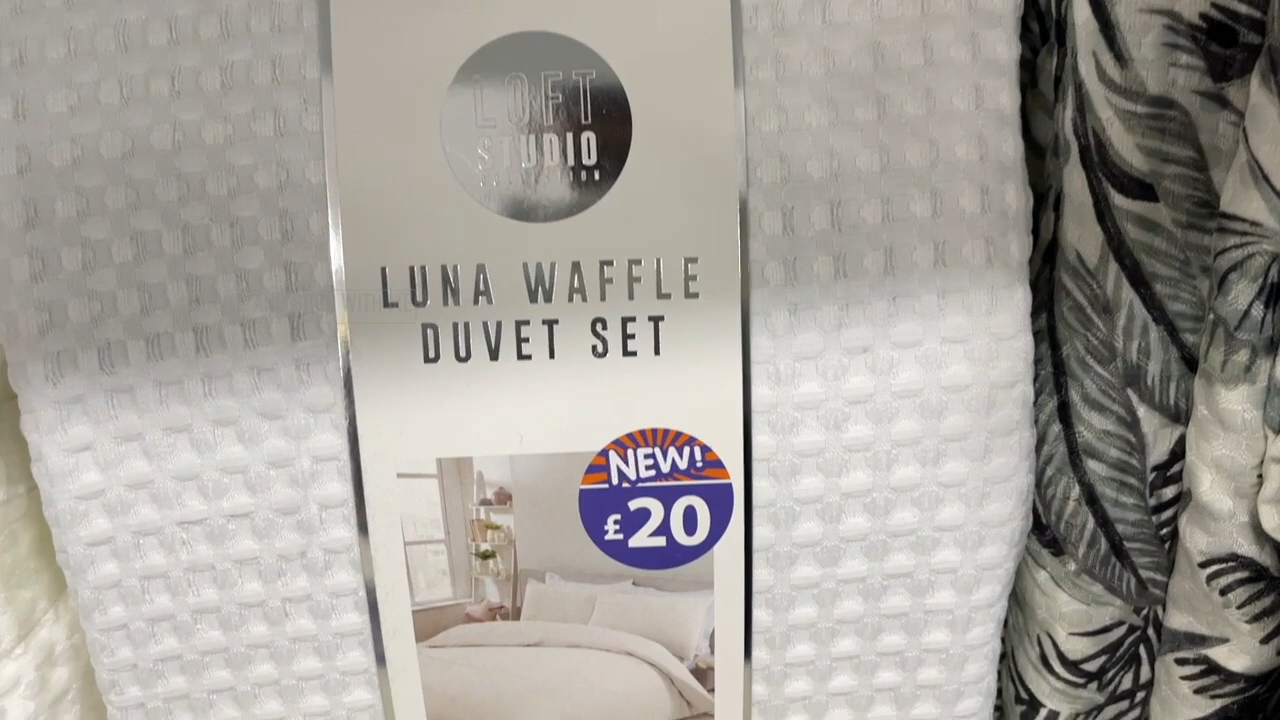 LOFT
STUDIO
LUNA WAFFLE
DUVET SET
NEW!
£20